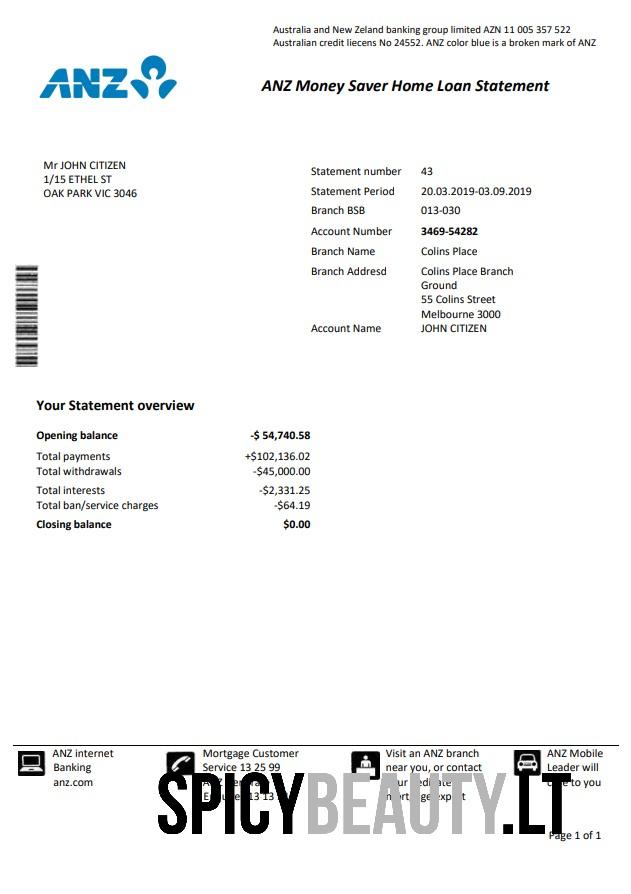 Australia and New Zeland banking group limited AZN 11 005 357 522
Australian credit liecens No 24552. ANZ color blue is a broken mark of ANZ
ANZ
ANZ Money Saver Home Loan Statement
Mr JOHN CITIZEN
1/15 ETHEL ST
OAK PARK VIC 3046
Statement number 43
Statement Period 20.03.2019-03.09.2019
Branch BSB 013-030
Account Number 3469-54282
Branch Name Colins Place
Branch Addresd Colins Place Branch
Ground
55 Colins Street
Melbourne 3000
Account Name JOHN CITIZEN
Your Statement overview
Opening balance -$ 54,740.58
Total payments +$102,136.02
Total withdrawals -$45,000.00
Total interests -$2,331.25
Total ban/service charges -$64.19
Closing balance $0.00
ANZ internet
Banking
anz.com
Mortgage Customer
Service 13 25 99
13 13
Visit an ANZ branch
near you, or contact
ANZ Mobile
Leader will
to you
SPICYBEAUTY.LT
Page 1 of 1